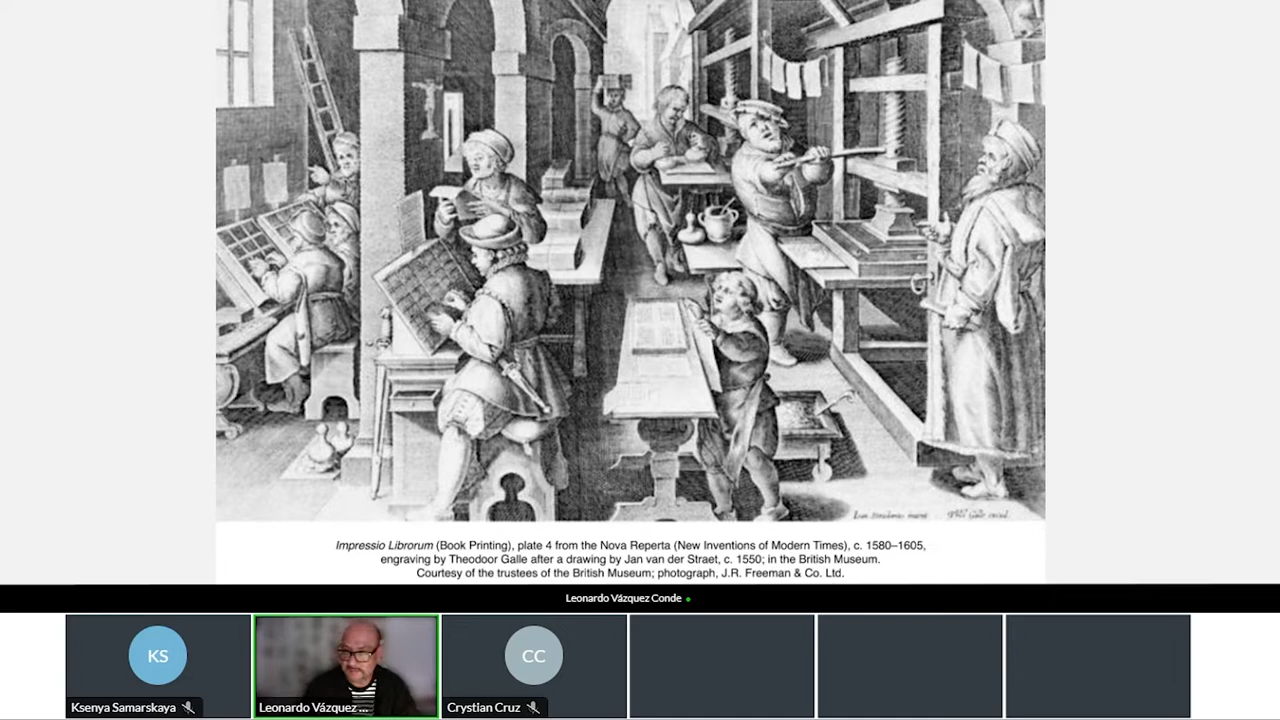 Impressio Librorum (Book Printing), plate 4 from the Nova Reperta (New Inventions of Modern Times), c. 1580–1605,
engraving by Theodoor Galle after a drawing by Jan van der Straet, c. 1550; in the British Museum.
Courtesy of the trustees of the British Museum; photograph, J.R. Freeman & Co. Ltd.
Leonardo Vázquez Conde
KS
CC
Ksenya Samarskaya
Leonardo Vázquez ...
Crystian Cruz